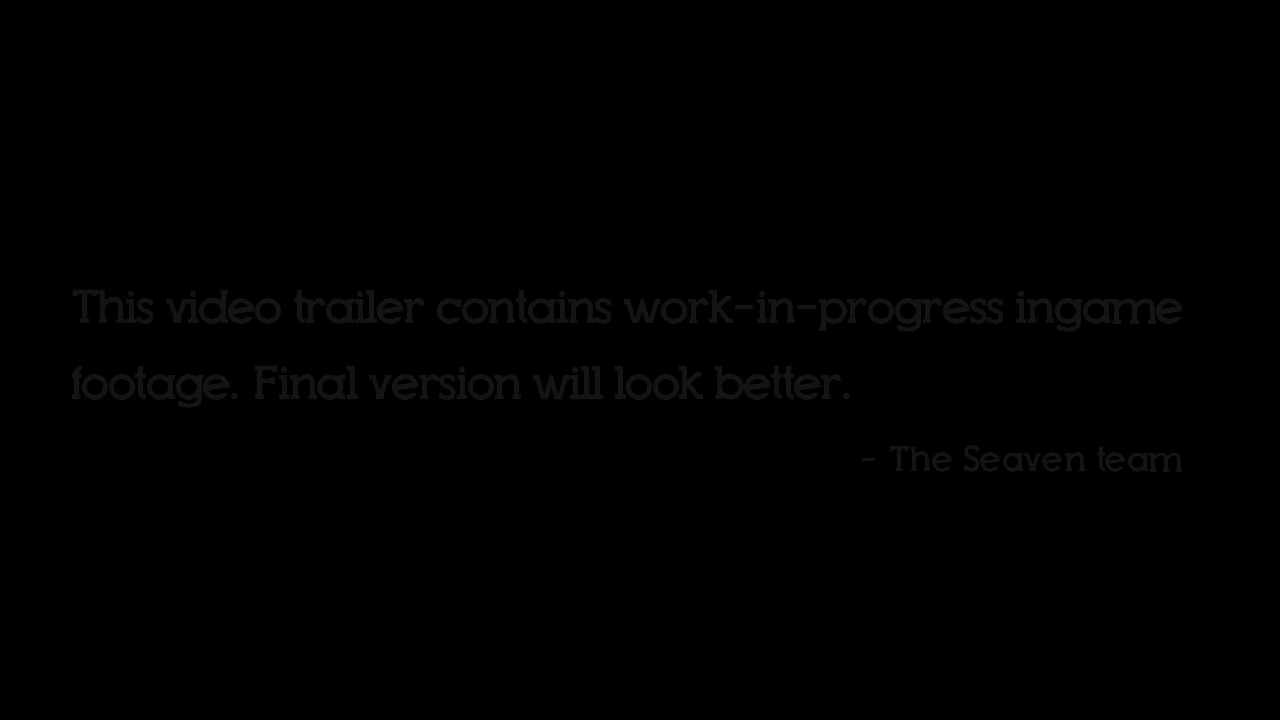 This video trailer contains work-in-progress ingame
footage. Final version will look better.
- The Seaven team